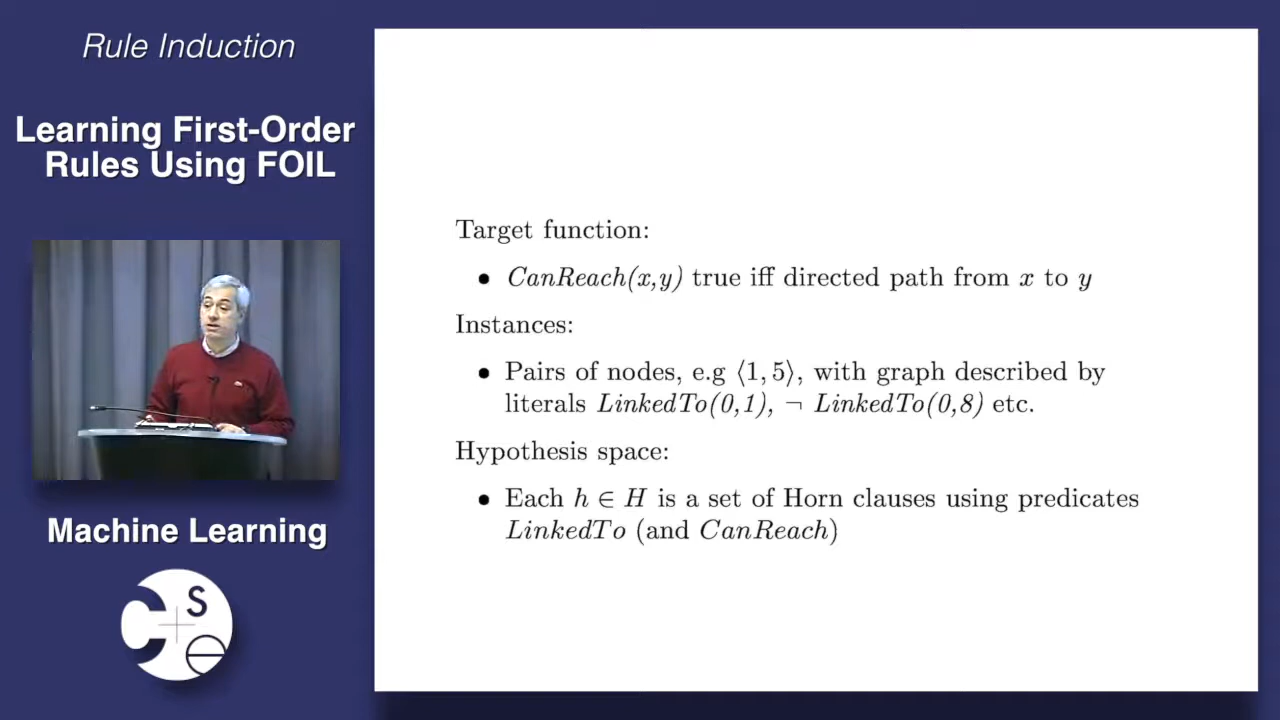 Rule Induction
Learning First-Order
Rules Using FOIL
Machine Learning
C S e
Target function:
• CanReach(x,y) true iff directed path from x to y
Instances:
• Pairs of nodes, e.g ⟨1, 5⟩, with graph described by
literals LinkedTo(0,1), ¬ LinkedTo(0,8) etc.
Hypothesis space:
• Each h ∈ H is a set of Horn clauses using predicates
LinkedTo (and CanReach)